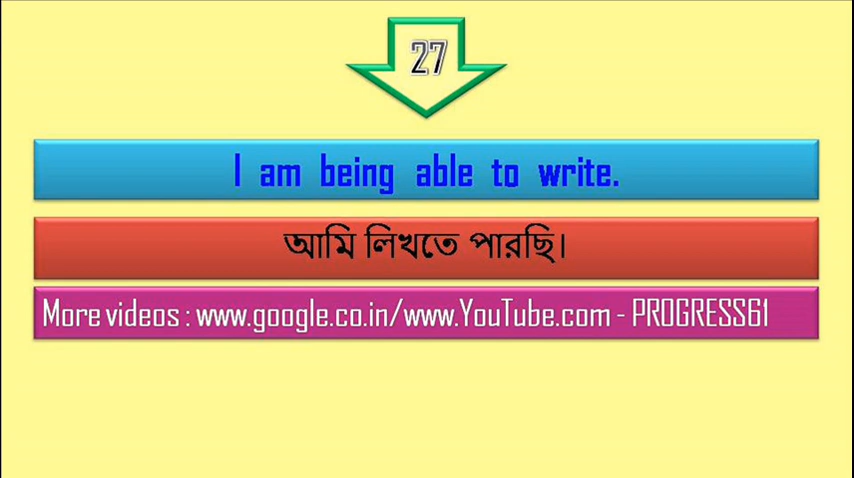 27
I am being able to write.
আমি লিখতে পারছি।
More videos : www.google.co.in/www.YouTube.com - PROGRESS61